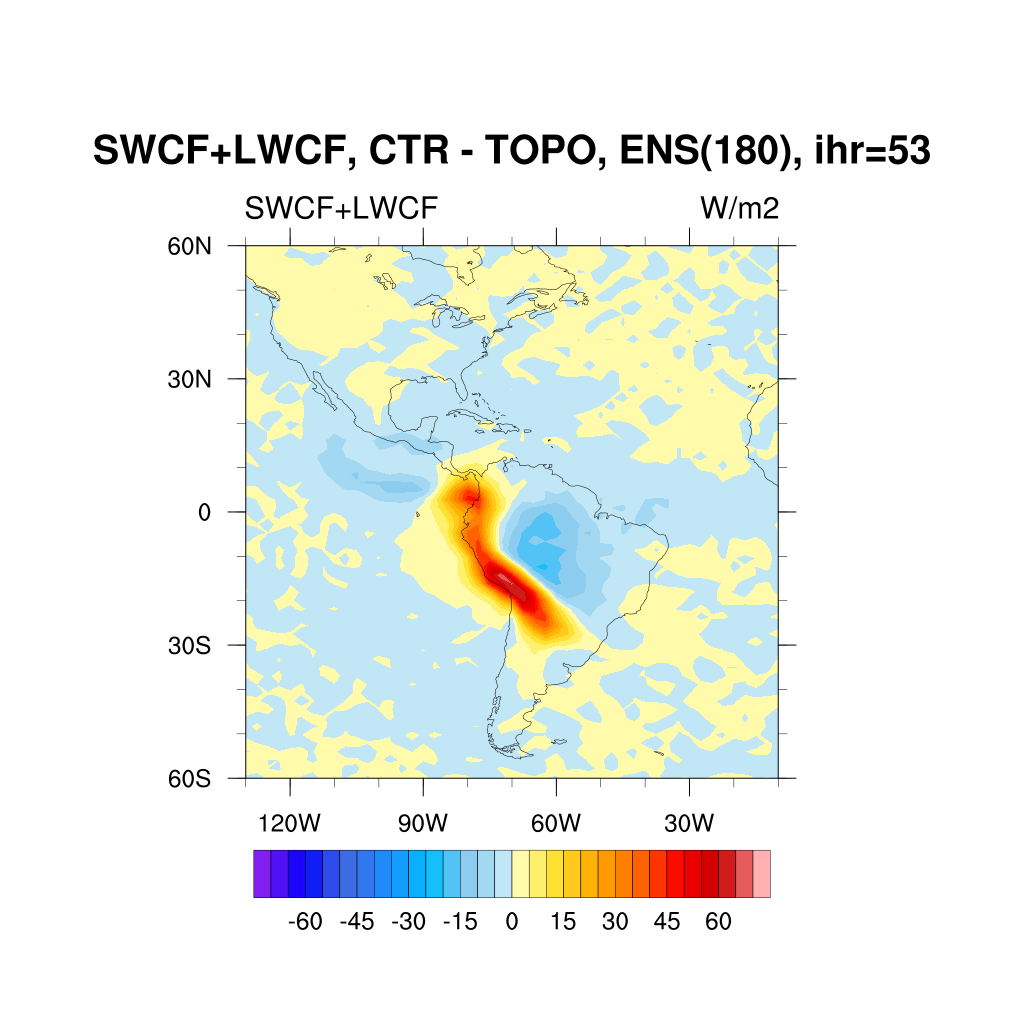 SWCF+LWCF, CTR - TOPO, ENS(180), ihr=53
SWCF+LWCF W/m2
60N
30N
0
30S
60S
120W 90W 60W 30W
-60 -45 -30 -15 0 15 30 45 60